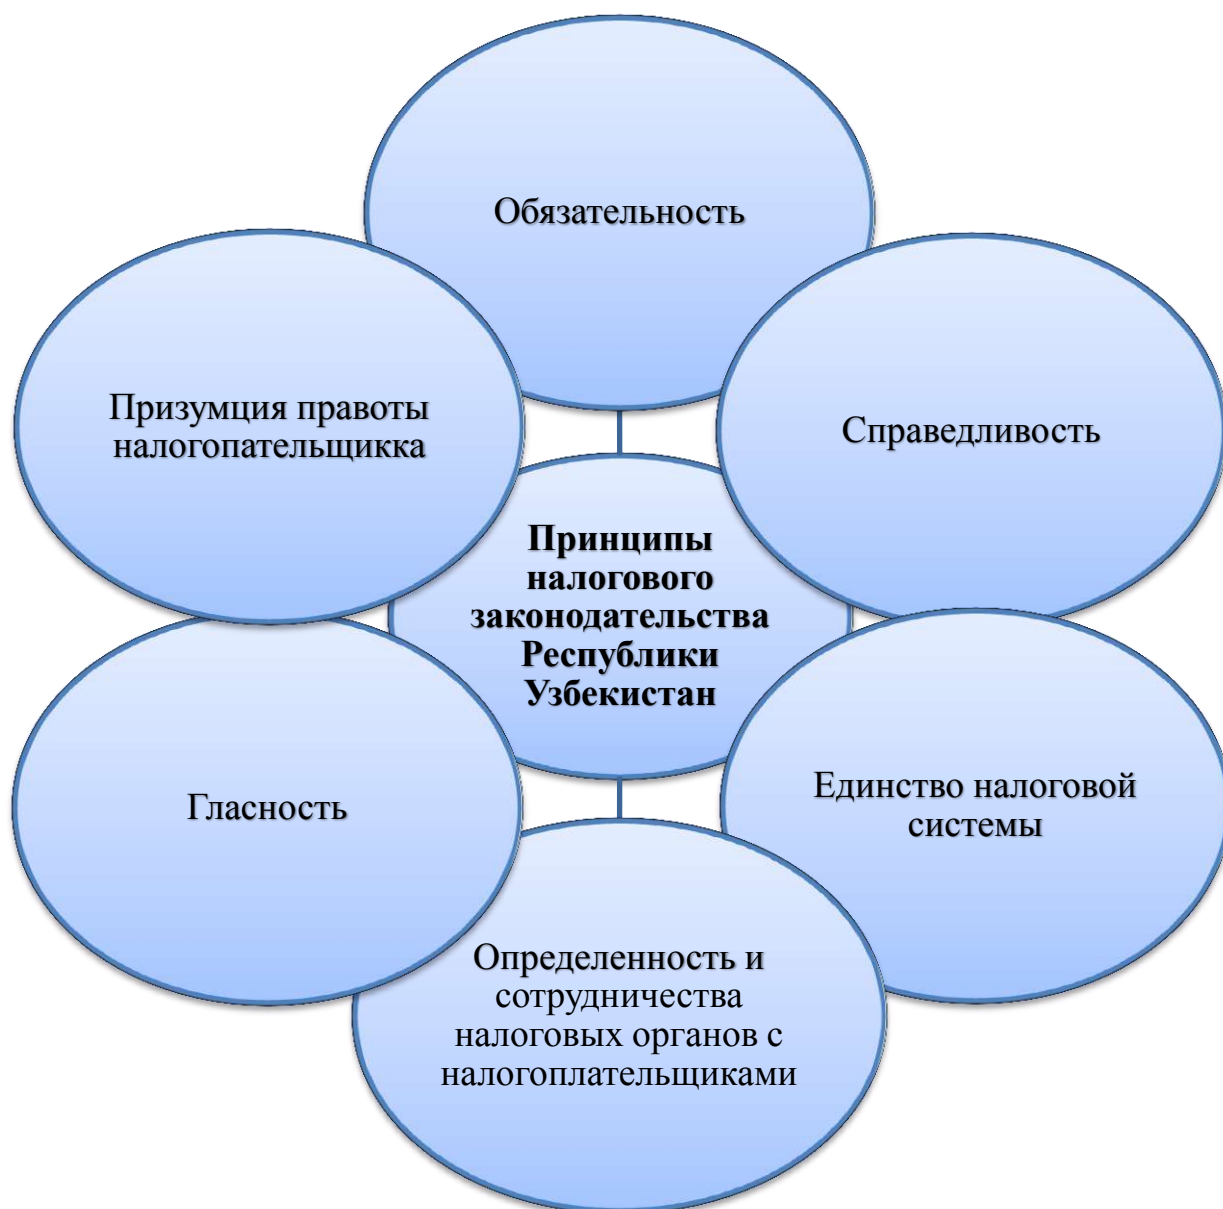 Обязательность
Призумция правоты
налогопательщикка
Справедливость
Принципы
налогового
законодательства
Республики
Узбекистан
Гласность
Единство налоговой
системы
Определенность и
сотрудничества
налоговых органов с
налогоплательщиками